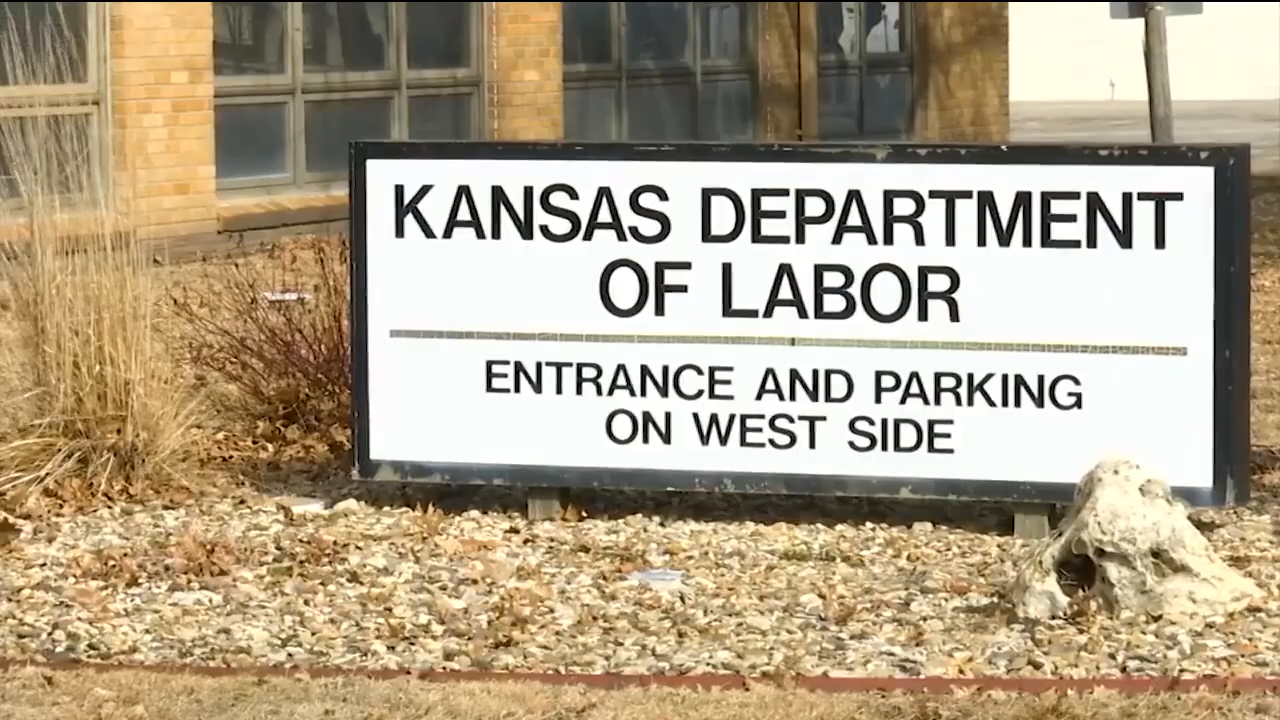 KANSAS DEPARTMENT
OF LABOR
ENTRANCE AND PARKING
ON WEST SIDE